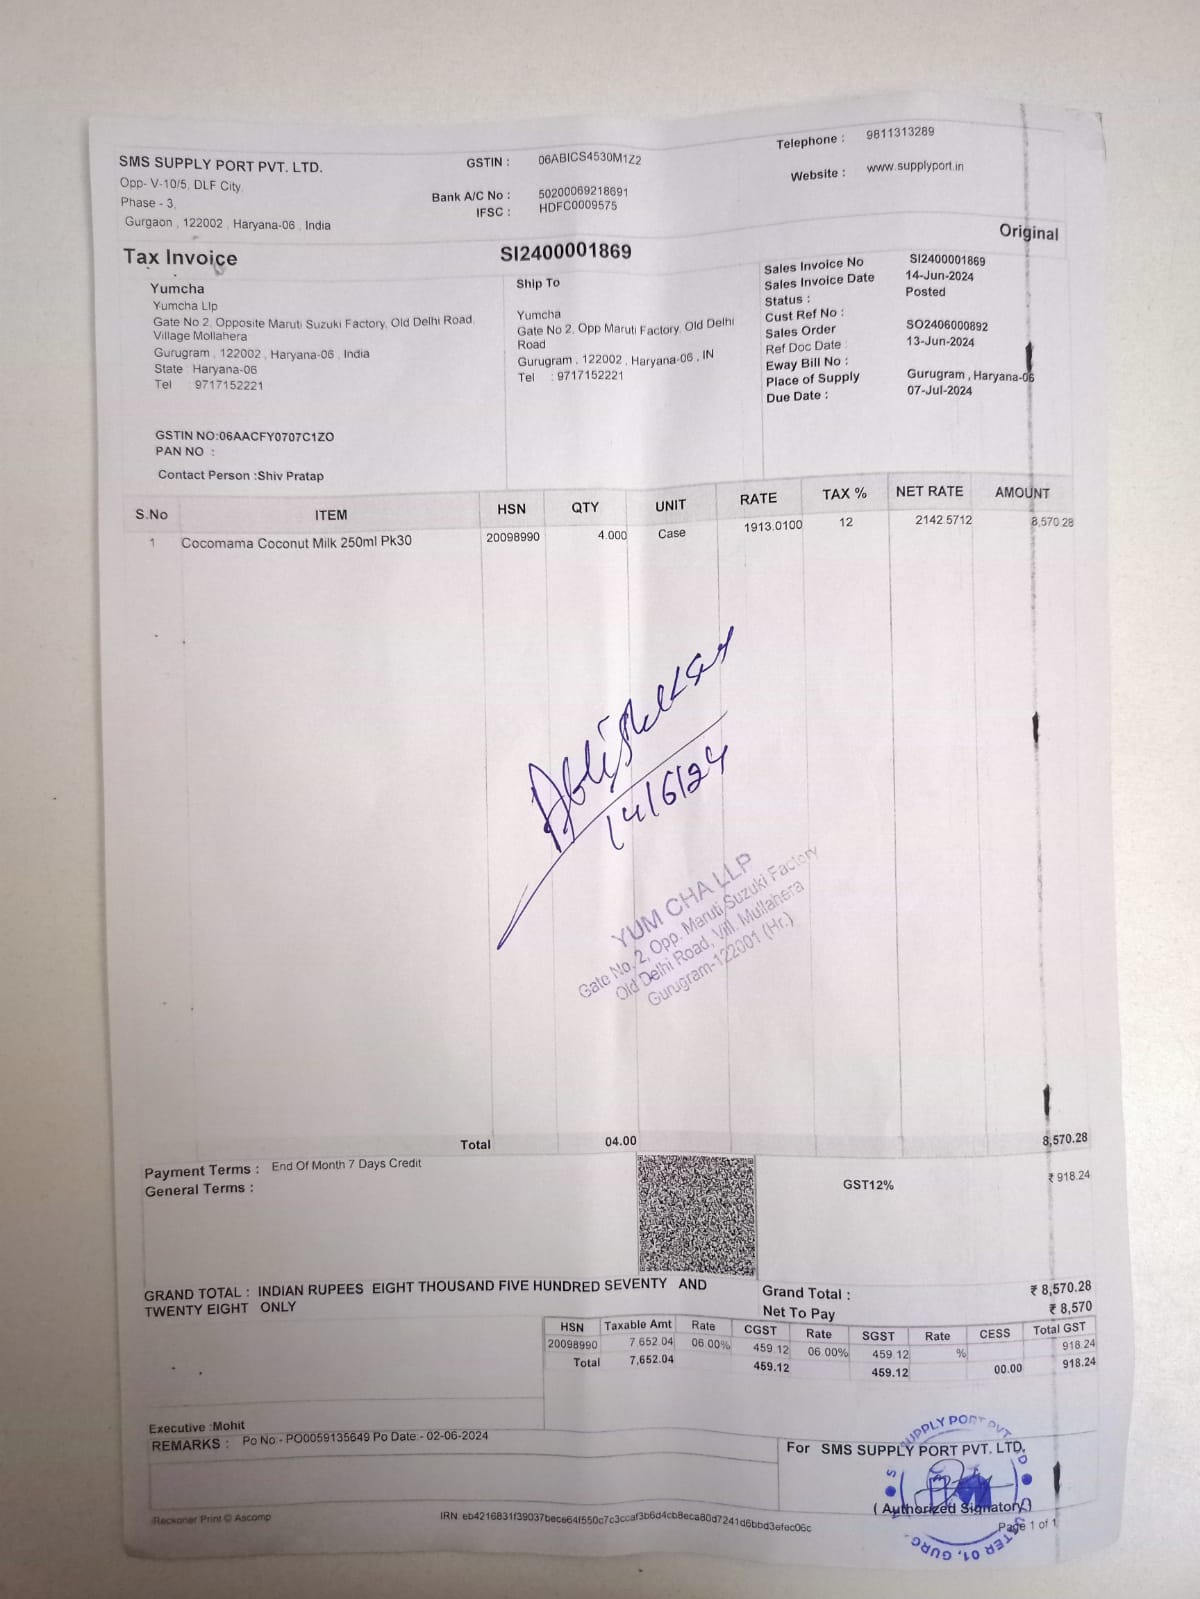 SMS SUPPLY PORT PVT. LTD.
Opp- V-10/5, DLF City,
Phase - 3,
Gurgaon , 122002 , Haryana-06 , India
GSTIN : 06ABICS4530M1Z2
Bank A/C No : 50200069218691
IFSC : HDFC0009575
Telephone : 9811313289
Website : www.supplyport.in
Original
Tax Invoice
SI2400001869
Yumcha
Yumcha Llp
Gate No 2, Opposite Maruti Suzuki Factory, Old Delhi Road,
Village Mollahera
Gurugram , 122002 , Haryana-06 , India
State : Haryana-06
Tel : 9717152221
GSTIN NO:06AACFY0707C1ZO
PAN NO :
Contact Person :Shiv Pratap
Ship To
Yumcha
Gate No 2, Opp Maruti Factory, Old Delhi
Road
Gurugram , 122002 , Haryana-06 , IN
Tel : 9717152221
Sales Invoice No SI2400001869
Sales Invoice Date 14-Jun-2024
Status : Posted
Cust Ref No :
Sales Order SO2406000892
Ref Doc Date : 13-Jun-2024
Eway Bill No :
Place of Supply Gurugram , Haryana-06
Due Date : 07-Jul-2024
S.No ITEM HSN QTY UNIT RATE TAX % NET RATE AMOUNT
1 Cocomama Coconut Milk 250ml Pk30 20098990 4.000 Case 1913.0100 12 2142.5712 8,570.28
Abhishekst
14/6/24
YUM CHA LLP
Gate No. 2, Opp. Maruti Suzuki Factory
Old Delhi Road, Vill. Mullahera
Gurugram-122001 (Hr.)
Total 04.00 8,570.28
Payment Terms : End Of Month 7 Days Credit
General Terms :
GST12% ₹ 918.24
GRAND TOTAL : INDIAN RUPEES EIGHT THOUSAND FIVE HUNDRED SEVENTY AND
TWENTY EIGHT ONLY
Grand Total : ₹ 8,570.28
Net To Pay ₹ 8,570
HSN Taxable Amt Rate CGST Rate SGST Rate CESS Total GST
20098990 7,652.04 06.00% 459.12 06.00% 459.12 % 918.24
Total 7,652.04 459.12 459.12 00.00 918.24
Executive :Mohit
REMARKS : Po No:- PO0059135649 Po Date:- 02-06-2024
For SMS SUPPLY PORT PVT. LTD.
( Authorized Signatory)
iReckoner Print © Ascomp
IRN eb4216831f39037bece64f550c7c3ccaf3b6d4cb8eca80d7241d6bbd3efec06c
Page 1 of 1